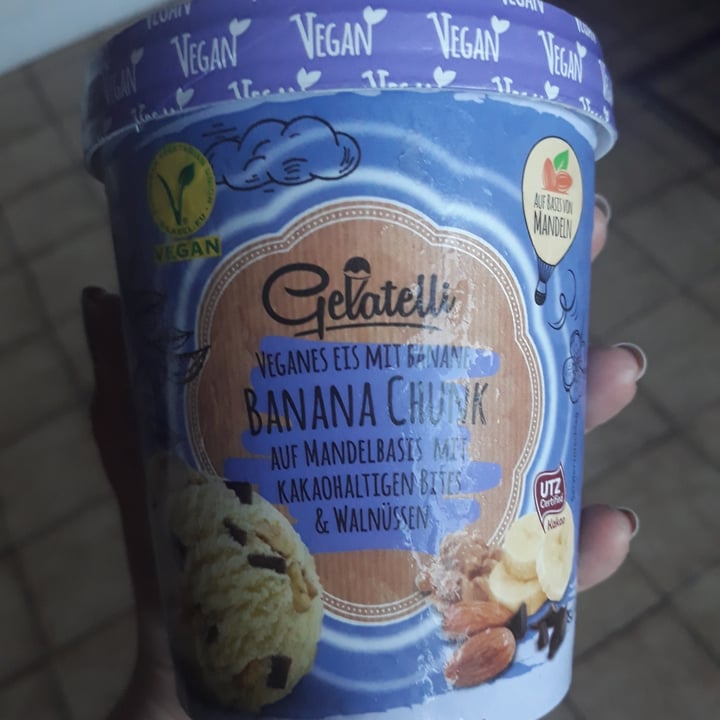 VEGAN
VEGAN VEGAN VEGAN VEGAN VEGAN
VEGAN
AUF BASIS VON
MANDELN
Gelatelli
VEGANES EIS MIT BANANE
BANANA CHUNK
AUF MANDELBASIS MIT
KAKAOHALTIGEN BITES
& WALNÜSSEN
UTZ
Certified
Kakao